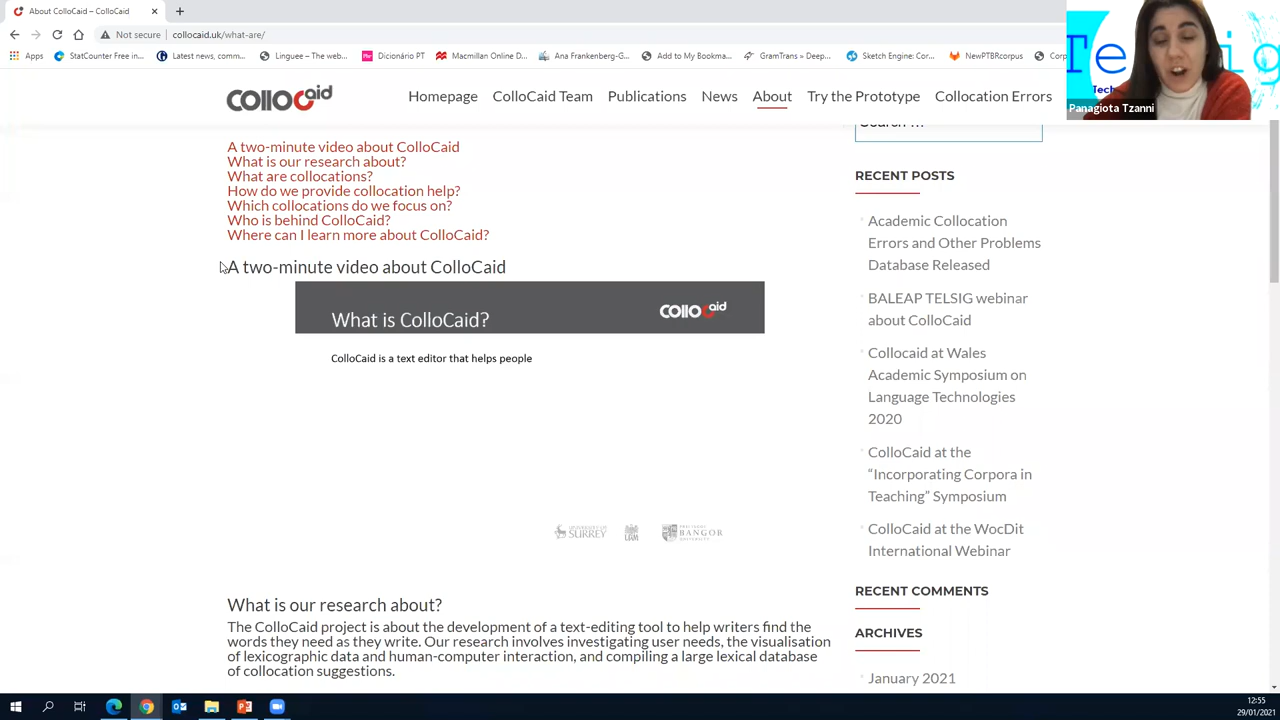 About ColloCaid – ColloCaid
Not secure
collocaid.uk/what-are/
Apps
StatCounter Free in...
Latest news, comm...
Linguee – The web...
Dicionário PT
Macmillan Online D...
Ana Frankenberg-G...
Add to My Bookma...
GramTrans > Deep...
Sketch Engine: Cor...
NewPTBRcorpus
collocaid
Homepage
ColloCaid Team
Publications
News
About
Try the Prototype
Collocation Errors
Panagiota Tzanni
Search ...
A two-minute video about ColloCaid
What is our research about?
What are collocations?
How do we provide collocation help?
Which collocations do we focus on?
Who is behind ColloCaid?
Where can I learn more about ColloCaid?
A two-minute video about ColloCaid
What is ColloCaid?
collocaid
ColloCaid is a text editor that helps people
UNIVERSITY OF
SURREY
BANGOR
UNIVERSITY
What is our research about?
The ColloCaid project is about the development of a text-editing tool to help writers find the
words they need as they write. Our research involves investigating user needs, the visualisation
of lexicographic data and human-computer interaction, and compiling a large lexical database
of collocation suggestions.
RECENT POSTS
Academic Collocation
Errors and Other Problems
Database Released
BALEAP TELSIG webinar
about ColloCaid
Collocaid at Wales
Academic Symposium on
Language Technologies
2020
ColloCaid at the
“Incorporating Corpora in
Teaching” Symposium
ColloCaid at the WocDit
International Webinar
RECENT COMMENTS
ARCHIVES
January 2021
12:55
29/01/2021